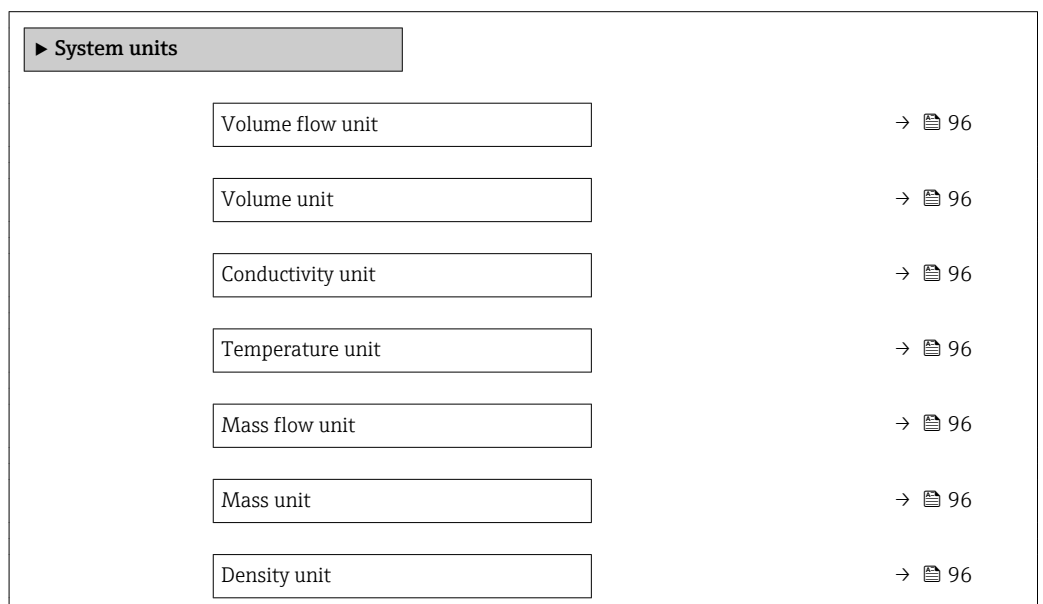 ▶ System units
Volume flow unit → 96
Volume unit → 96
Conductivity unit → 96
Temperature unit → 96
Mass flow unit → 96
Mass unit → 96
Density unit → 96